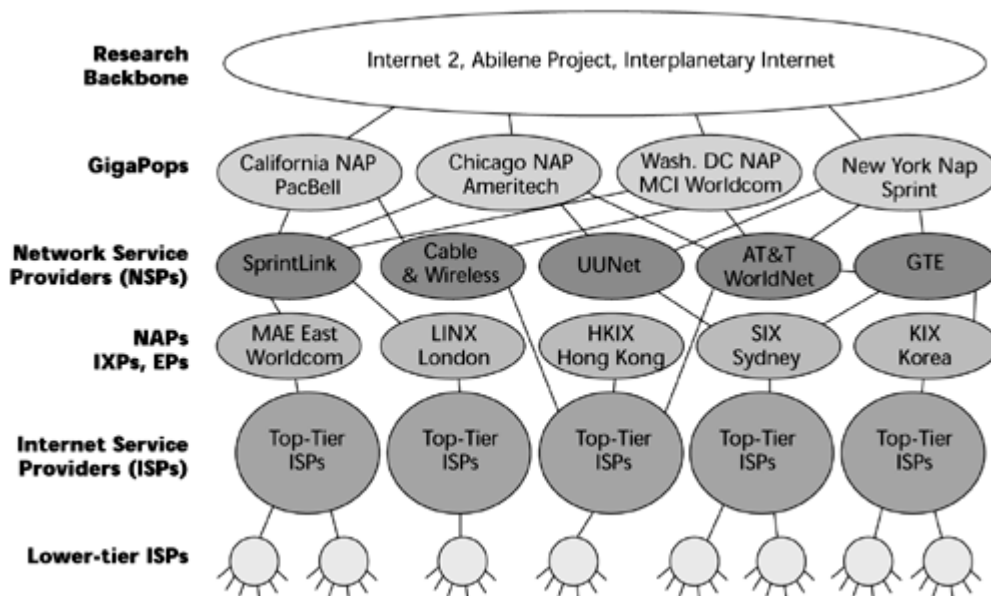 Research
Backbone
Internet 2, Abilene Project, Interplanetary Internet
GigaPops
California NAP
PacBell
Chicago NAP
Ameritech
Wash. DC NAP
MCI Worldcom
New York Nap
Sprint
Network Service
Providers (NSPs)
SprintLink
Cable
& Wireless
UUNet
AT&T
WorldNet
GTE
NAPs
IXPs, EPs
MAE East
Worldcom
LINX
London
HKIX
Hong Kong
SIX
Sydney
KIX
Korea
Internet Service
Providers (ISPs)
Top-Tier
ISPs
Top-Tier
ISPs
Top-Tier
ISPs
Top-Tier
ISPs
Top-Tier
ISPs
Lower-tier ISPs